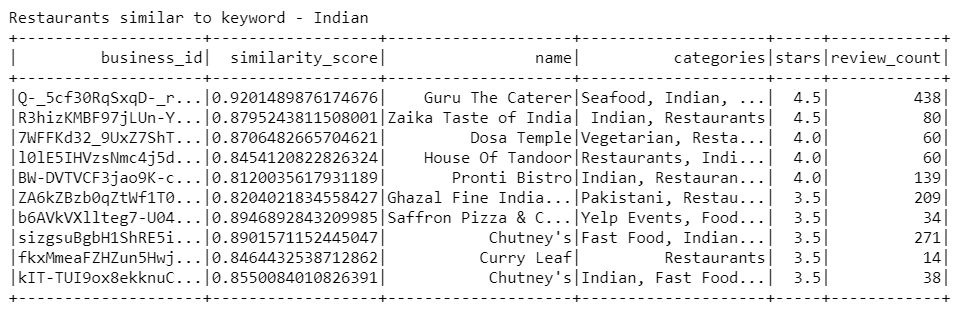 Restaurants similar to keyword - Indian
+--------------------+------------------+--------------------+--------------------+-----+------------+
|         business_id|  similarity_score|                name|          categories|stars|review_count|
+--------------------+------------------+--------------------+--------------------+-----+------------+
|Q-_5cf30RqSxqD-_r...|0.9201489876174676|    Guru The Caterer|Seafood, Indian, ...|  4.5|         438|
|R3hizKMBF97jLUn-Y...|0.8795243811508001|Zaika Taste of India| Indian, Restaurants|  4.5|          80|
|7WFFKd32_9UxZ7ShT...|0.8706482665704621|         Dosa Temple|Vegetarian, Resta...|  4.0|          60|
|l0lE5IHVzsNmc4j5d...|0.8454120822826324|    House Of Tandoor|Restaurants, Indi...|  4.0|          60|
|BW-DVTVCF3jao9K-c...|0.8120035617931189|       Pronti Bistro|Indian, Restauran...|  4.0|         139|
|ZA6kZBzb0qZtWf1T0...|0.8204021834558427|Ghazal Fine India...|Pakistani, Restau...|  3.5|         209|
|b6AVkVXllteg7-U04...|0.8946892843209985|Saffron Pizza & C...|Yelp Events, Food...|  3.5|          34|
|sizgsuBgbH1ShRE5i...|0.8901571152445047|           Chutney's|Fast Food, Indian...|  3.5|         271|
|fkxMmeaFZHZun5Hwj...|0.8464432538712862|          Curry Leaf|         Restaurants|  3.5|          14|
|kIT-TUI9ox8ekknuC...|0.8550084010826391|           Chutney's|Indian, Fast Food...|  3.5|          38|
+--------------------+------------------+--------------------+--------------------+-----+------------+